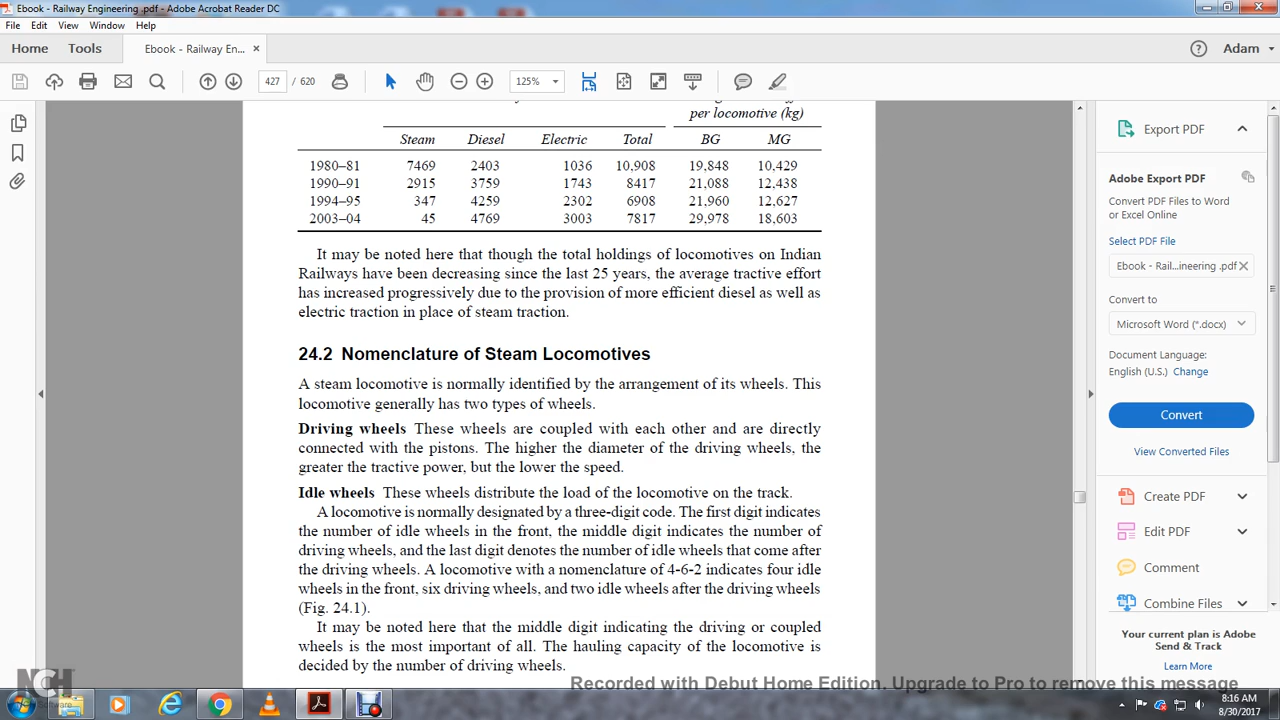 Ebook - Railway Engineering .pdf - Adobe Acrobat Reader DC
File Edit View Window Help
Home Tools Ebook - Railway En... × Adam
427 / 620 125%
per locomotive (kg)
Steam Diesel Electric Total BG MG
1980–81 7469 2403 1036 10,908 19,848 10,429
1990–91 2915 3759 1743 8417 21,088 12,438
1994–95 347 4259 2302 6908 21,960 12,627
2003–04 45 4769 3003 7817 29,978 18,603
It may be noted here that though the total holdings of locomotives on Indian
Railways have been decreasing since the last 25 years, the average tractive effort
has increased progressively due to the provision of more efficient diesel as well as
electric traction in place of steam traction.
24.2 Nomenclature of Steam Locomotives
A steam locomotive is normally identified by the arrangement of its wheels. This
locomotive generally has two types of wheels.
Driving wheels These wheels are coupled with each other and are directly
connected with the pistons. The higher the diameter of the driving wheels, the
greater the tractive power, but the lower the speed.
Idle wheels These wheels distribute the load of the locomotive on the track.
A locomotive is normally designated by a three-digit code. The first digit indicates
the number of idle wheels in the front, the middle digit indicates the number of
driving wheels, and the last digit denotes the number of idle wheels that come after
the driving wheels. A locomotive with a nomenclature of 4-6-2 indicates four idle
wheels in the front, six driving wheels, and two idle wheels after the driving wheels
(Fig. 24.1).
It may be noted here that the middle digit indicating the driving or coupled
wheels is the most important of all. The hauling capacity of the locomotive is
decided by the number of driving wheels.
Export PDF
Adobe Export PDF
Convert PDF Files to Word
or Excel Online
Select PDF File
Ebook - Rail...ineering .pdf
Convert to
Microsoft Word (*.docx)
Document Language:
English (U.S.) Change
Convert
View Converted Files
Create PDF
Edit PDF
Comment
Combine Files
Your current plan is Adobe
Send & Track
Learn More
NCH
Software
Recorded with Debut Home Edition. Upgrade to Pro to remove this message
8:16 AM
8/30/2017